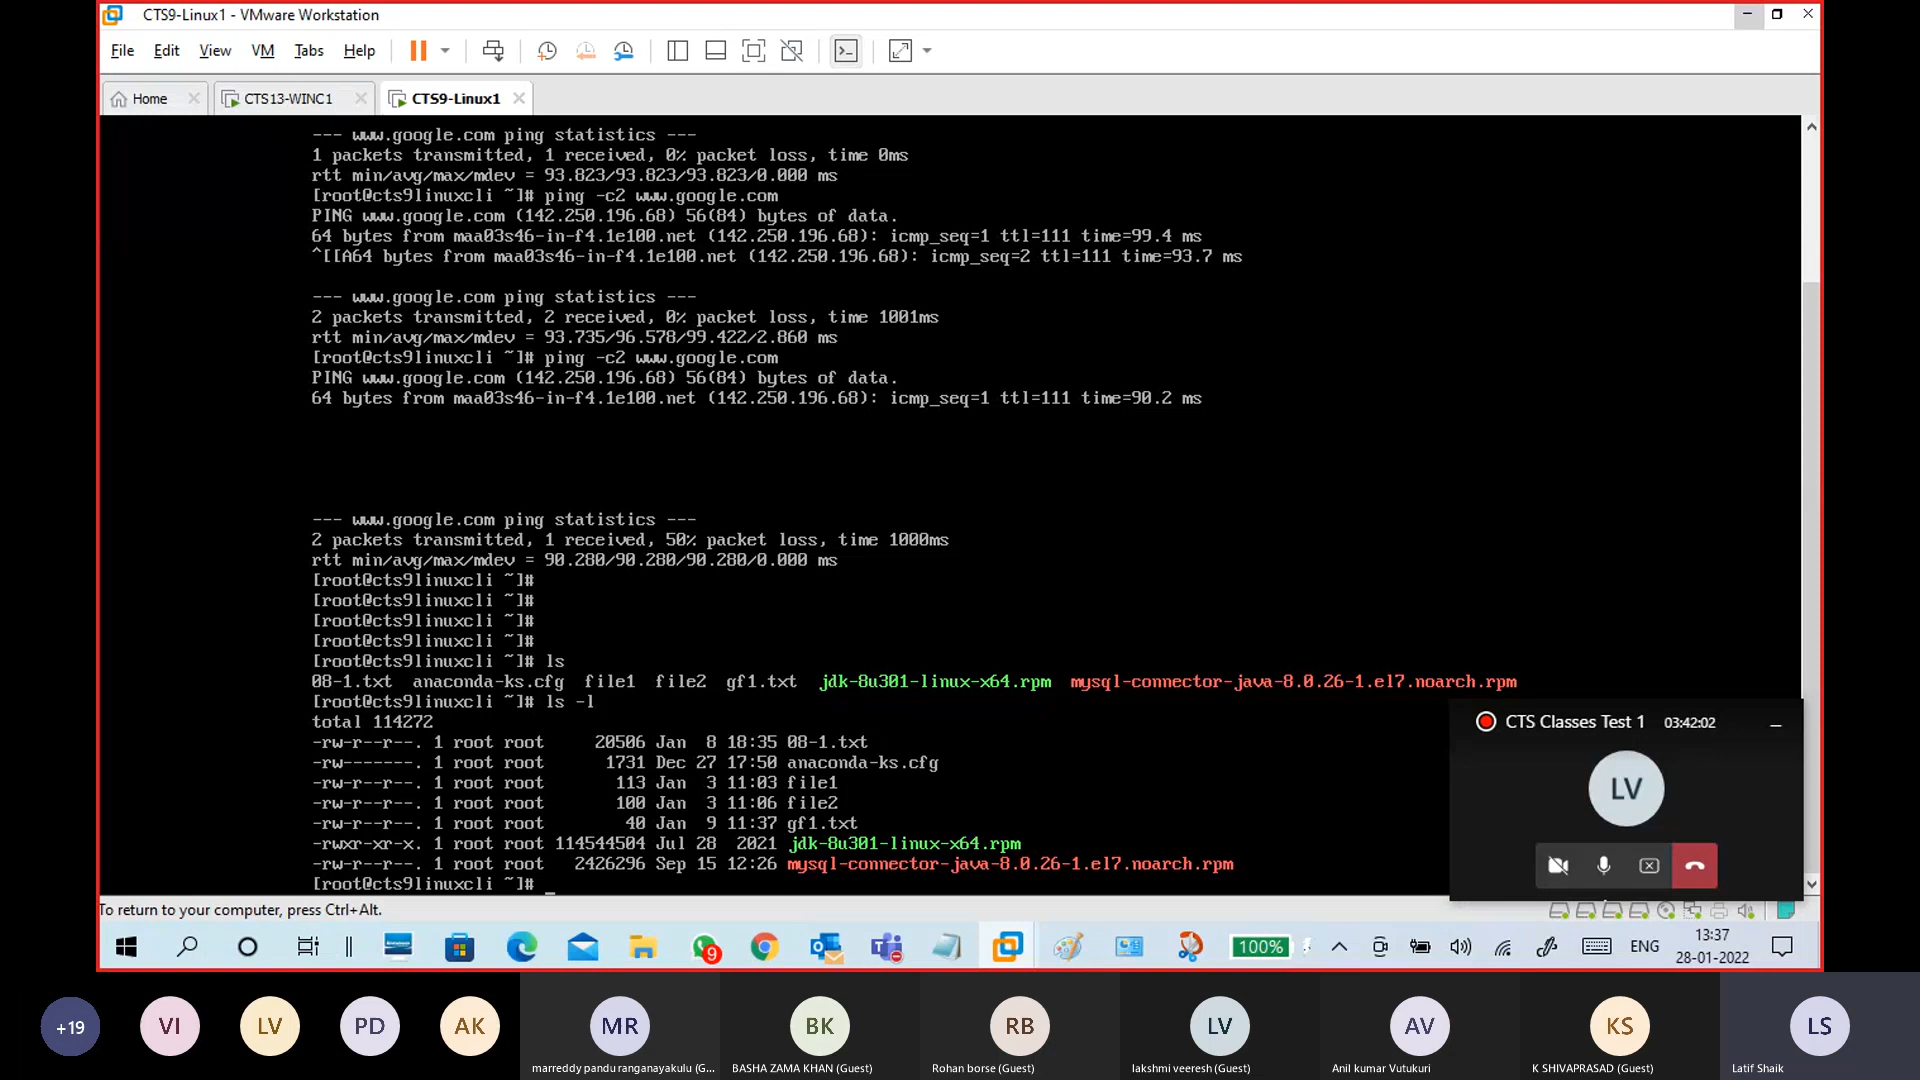 CTS9-Linux1 - VMware Workstation
File Edit View VM Tabs Help
Home CTS13-WINC1 CTS9-Linux1
--- www.google.com ping statistics ---
1 packets transmitted, 1 received, 0% packet loss, time 0ms
rtt min/avg/max/mdev = 93.823/93.823/93.823/0.000 ms
[root@cts9linuxcli ~]# ping -c2 www.google.com
PING www.google.com (142.250.196.68) 56(84) bytes of data.
64 bytes from maa03s46-in-f4.1e100.net (142.250.196.68): icmp_seq=1 ttl=111 time=99.4 ms
^[[A64 bytes from maa03s46-in-f4.1e100.net (142.250.196.68): icmp_seq=2 ttl=111 time=93.7 ms
--- www.google.com ping statistics ---
2 packets transmitted, 2 received, 0% packet loss, time 1001ms
rtt min/avg/max/mdev = 93.735/96.578/99.422/2.860 ms
[root@cts9linuxcli ~]# ping -c2 www.google.com
PING www.google.com (142.250.196.68) 56(84) bytes of data.
64 bytes from maa03s46-in-f4.1e100.net (142.250.196.68): icmp_seq=1 ttl=111 time=90.2 ms
--- www.google.com ping statistics ---
2 packets transmitted, 1 received, 50% packet loss, time 1000ms
rtt min/avg/max/mdev = 90.280/90.280/90.280/0.000 ms
[root@cts9linuxcli ~]#
[root@cts9linuxcli ~]#
[root@cts9linuxcli ~]#
[root@cts9linuxcli ~]#
[root@cts9linuxcli ~]# ls
08-1.txt anaconda-ks.cfg file1 file2 gf1.txt jdk-8u301-linux-x64.rpm mysql-connector-java-8.0.26-1.el7.noarch.rpm
[root@cts9linuxcli ~]# ls -l
total 114272
-rw-r--r--. 1 root root 20506 Jan 8 18:35 08-1.txt
-rw-------. 1 root root 1731 Dec 27 17:50 anaconda-ks.cfg
-rw-r--r--. 1 root root 113 Jan 3 11:03 file1
-rw-r--r--. 1 root root 100 Jan 3 11:06 file2
-rw-r--r--. 1 root root 40 Jan 9 11:37 gf1.txt
-rwxr-xr-x. 1 root root 114544504 Jul 28 2021 jdk-8u301-linux-x64.rpm
-rw-r--r--. 1 root root 2426296 Sep 15 12:26 mysql-connector-java-8.0.26-1.el7.noarch.rpm
[root@cts9linuxcli ~]# _
CTS Classes Test 1 03:42:02
LV
To return to your computer, press Ctrl+Alt.
9
100%
ENG
13:37
28-01-2022
+19 VI LV PD AK MR BK RB LV AV KS LS
marreddy pandu ranganayakulu (G... BASHA ZAMA KHAN (Guest) Rohan borse (Guest) lakshmi veeresh (Guest) Anil kumar Vutukuri K SHIVAPRASAD (Guest) Latif Shaik